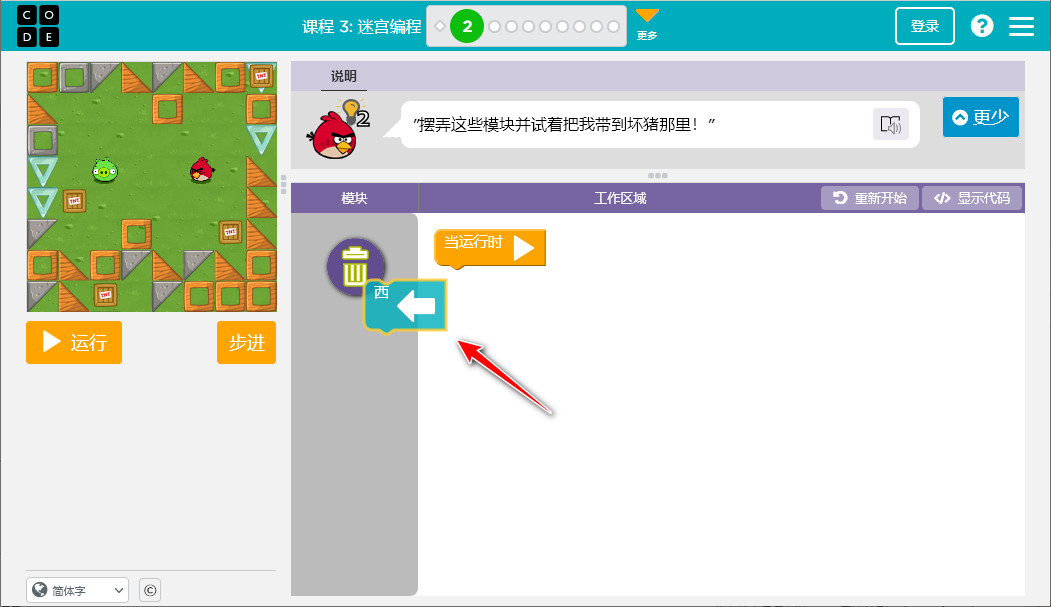 CODE
课程 3: 迷宫编程
2
更多
登录
?
说明
2
"摆弄这些模块并试着把我带到坏猪那里！"
更少
模块
工作区域
重新开始
显示代码
当运行时
西
TNT
TNT
TNT
TNT
运行
步进
简体字
©